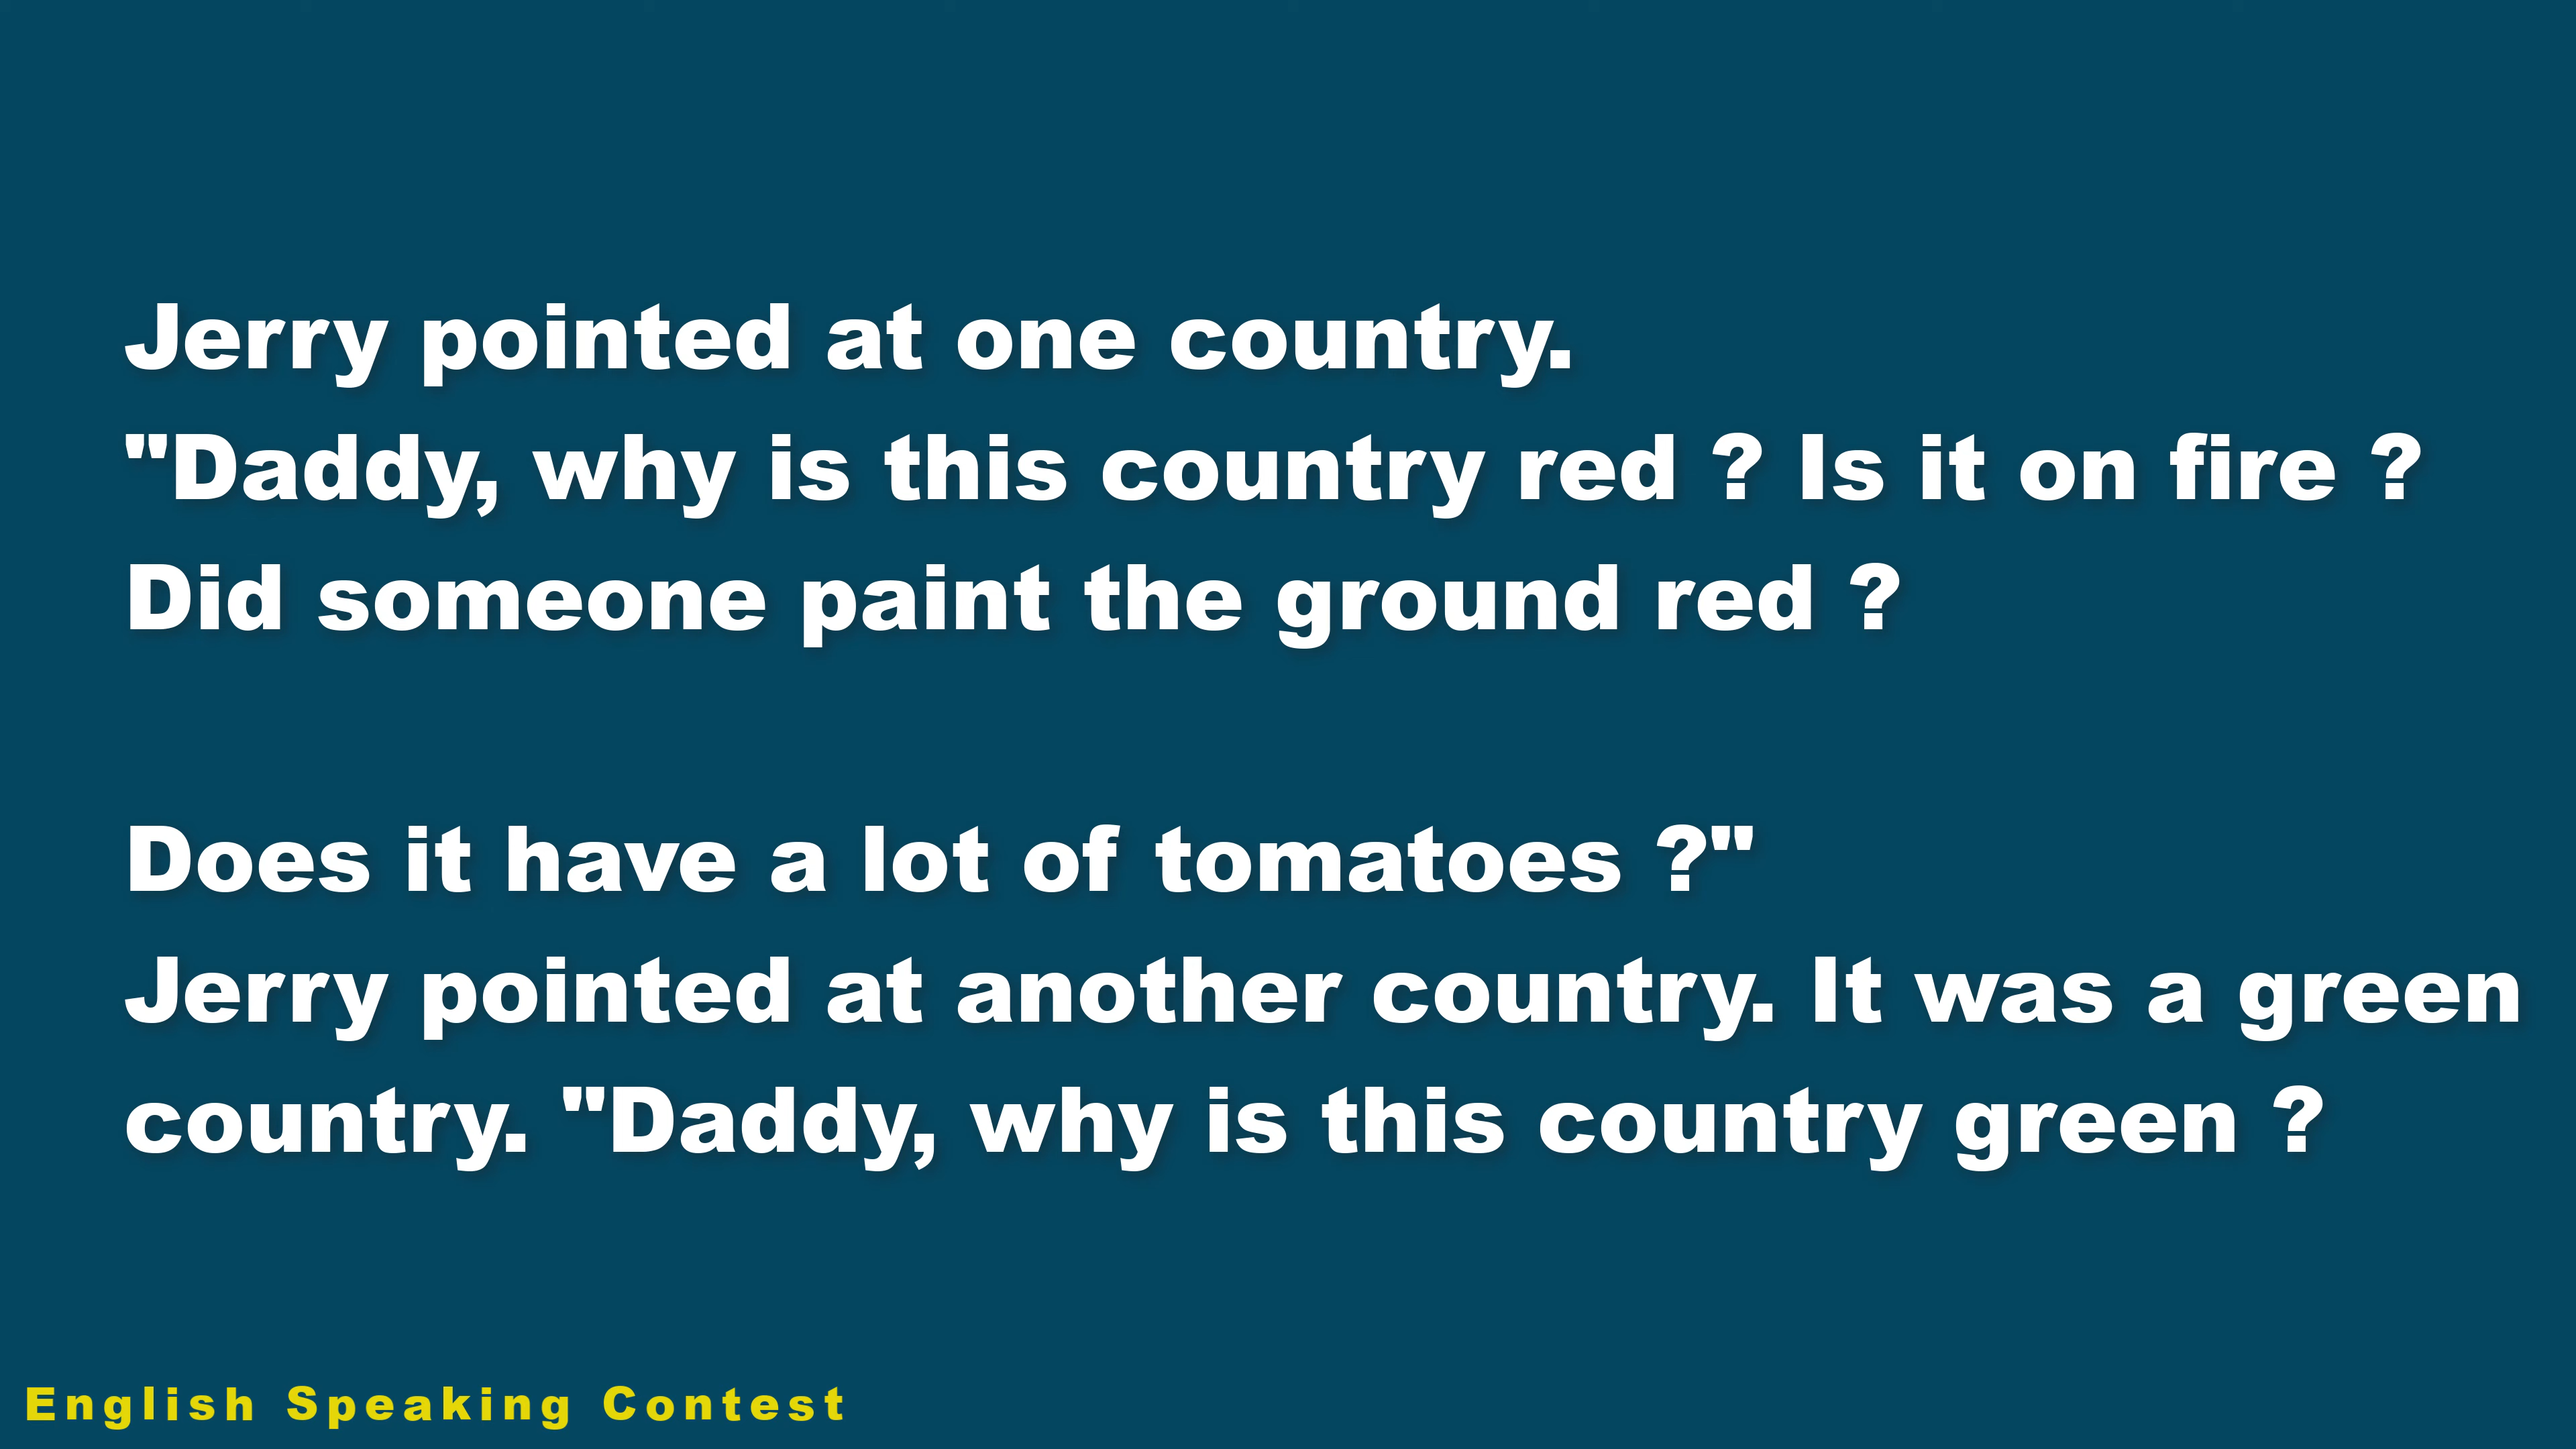 Jerry pointed at one country.
"Daddy, why is this country red ? Is it on fire ?
Did someone paint the ground red ?
Does it have a lot of tomatoes ?"
Jerry pointed at another country. It was a green
country. "Daddy, why is this country green ?
English Speaking Contest